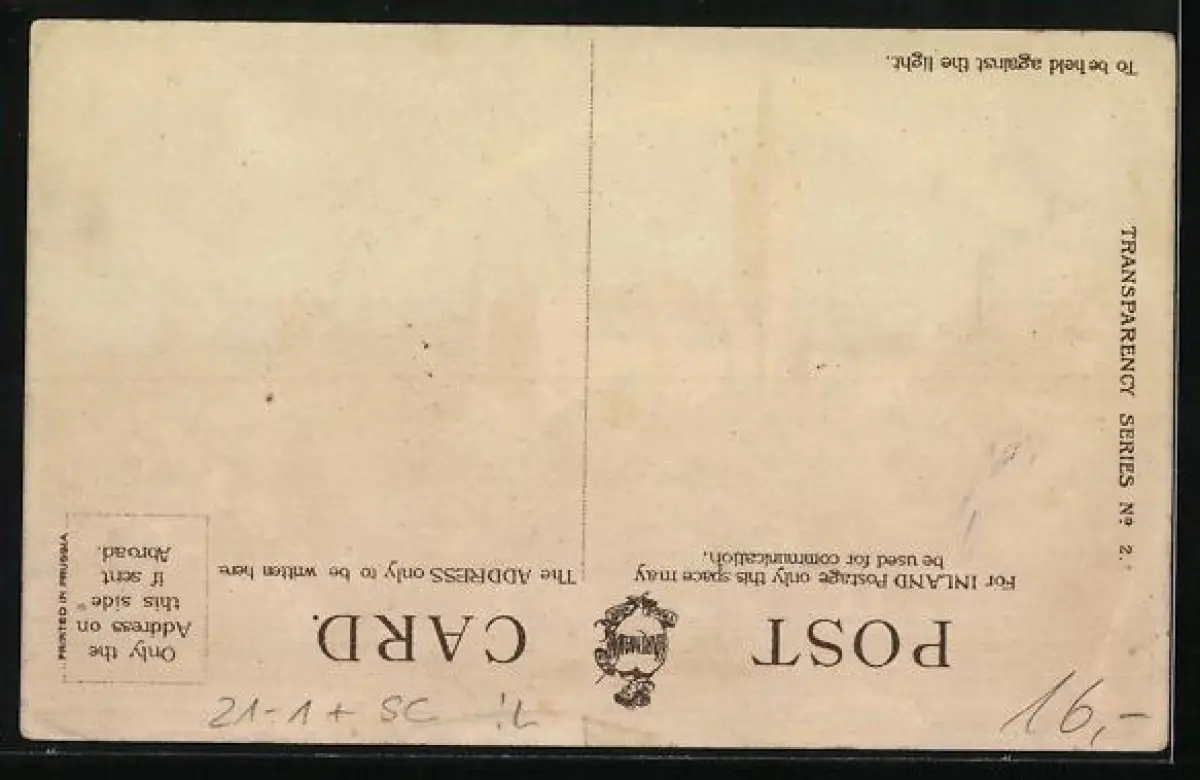 POST CARD.
For INLAND Postage only this space may
be used for communication.
The ADDRESS only to be written here
Only the
Address on
this side
if sent
Abroad.
PRINTED IN PRUSSIA
TRANSPARENCY SERIES No 2.
To be held against the light.
21-1+ SC
16,-